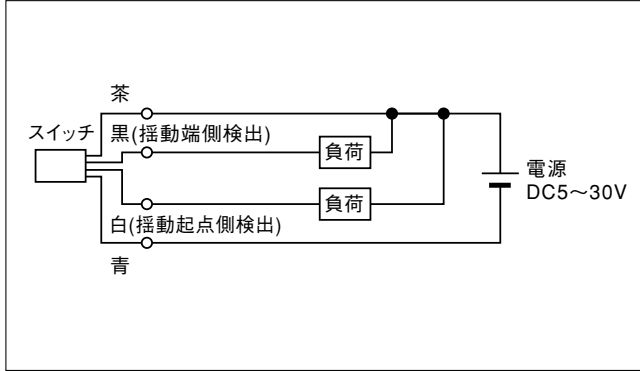 茶
スイッチ
黒(揺動端側検出)
負荷
電源
DC5～30V
負荷
白(揺動起点側検出)
青